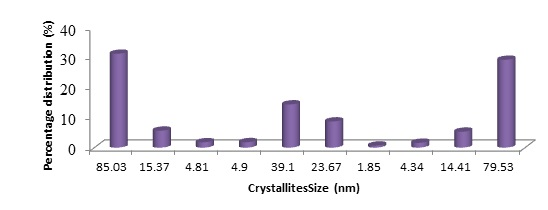 Percentage distribution (%)
40
30
20
10
0
85.03 15.37 4.81 4.9 39.1 23.67 1.85 4.34 14.41 79.53
CrystallitesSize (nm)